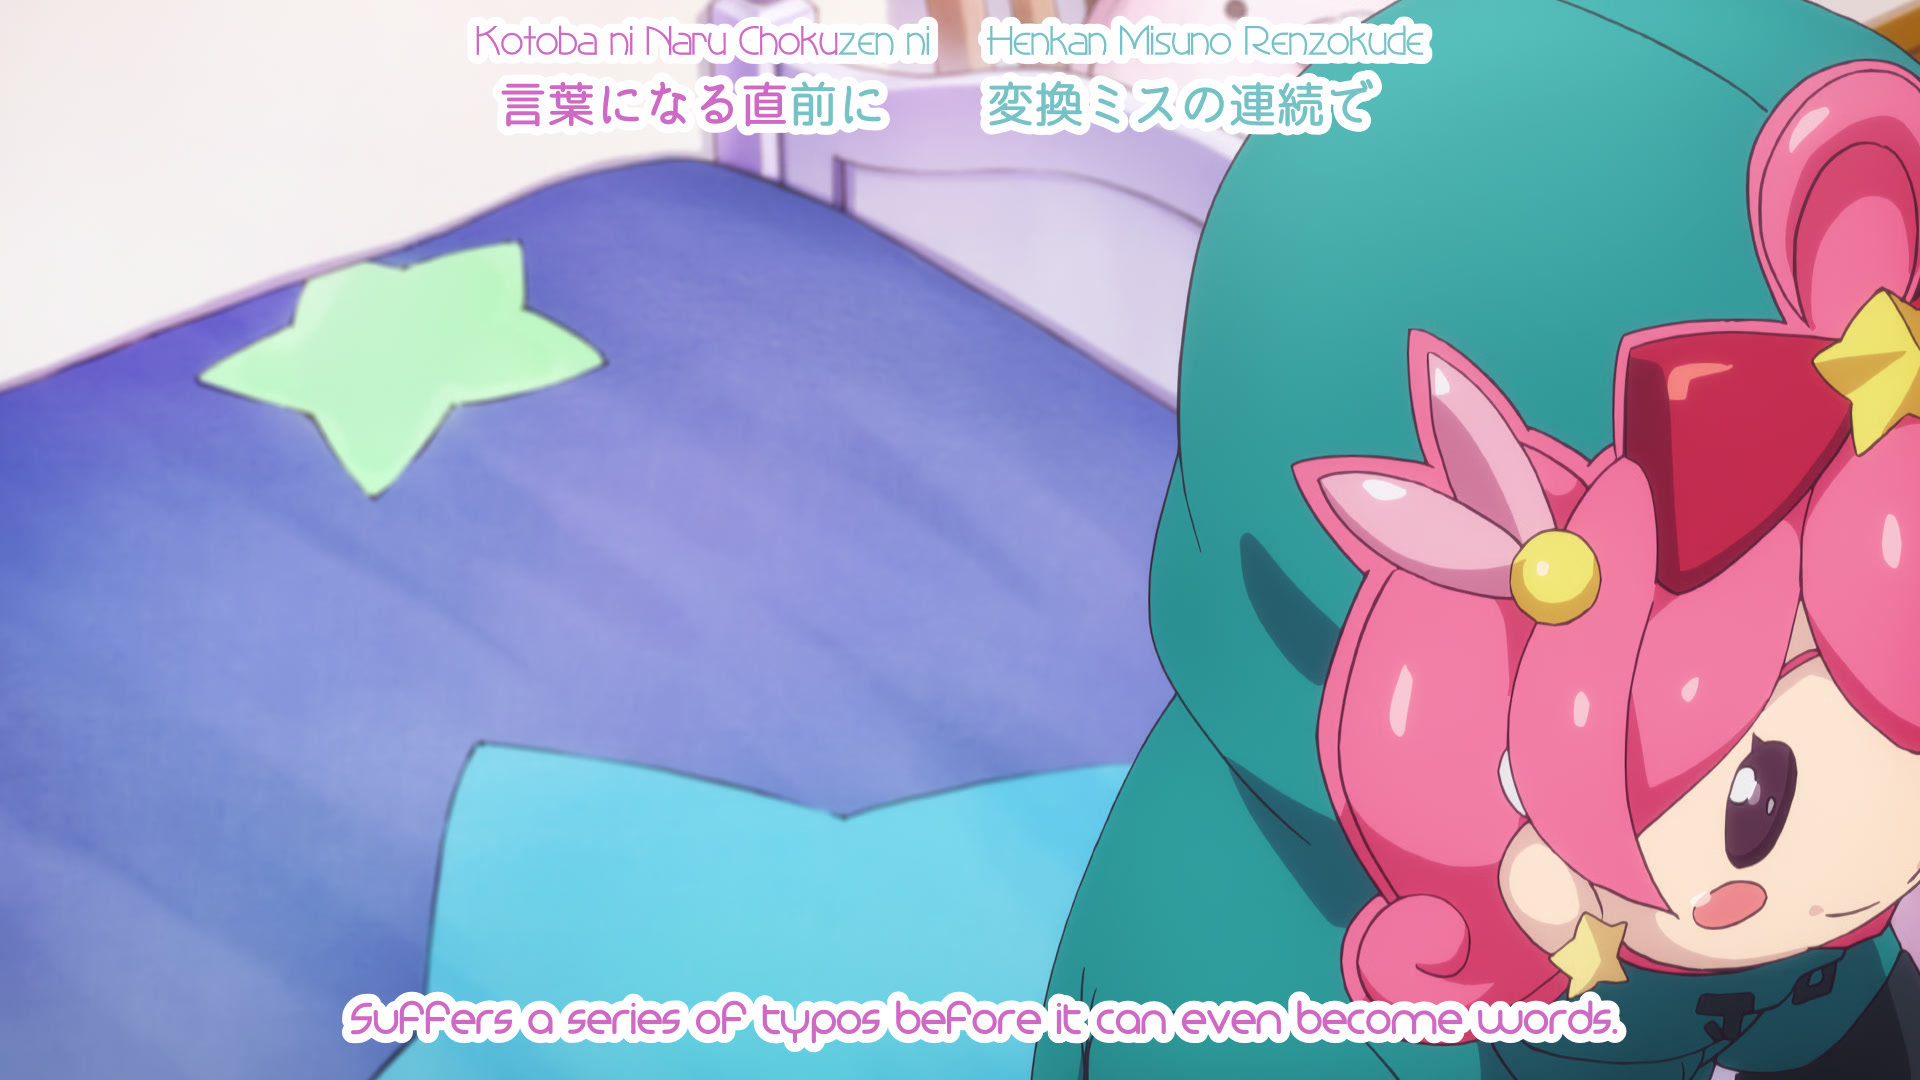 Kotoba ni Naru Chokuzen ni Henkan Misuno Renzokude
言葉になる直前に 変換ミスの連続で
Suffers a series of typos before it can even become words.